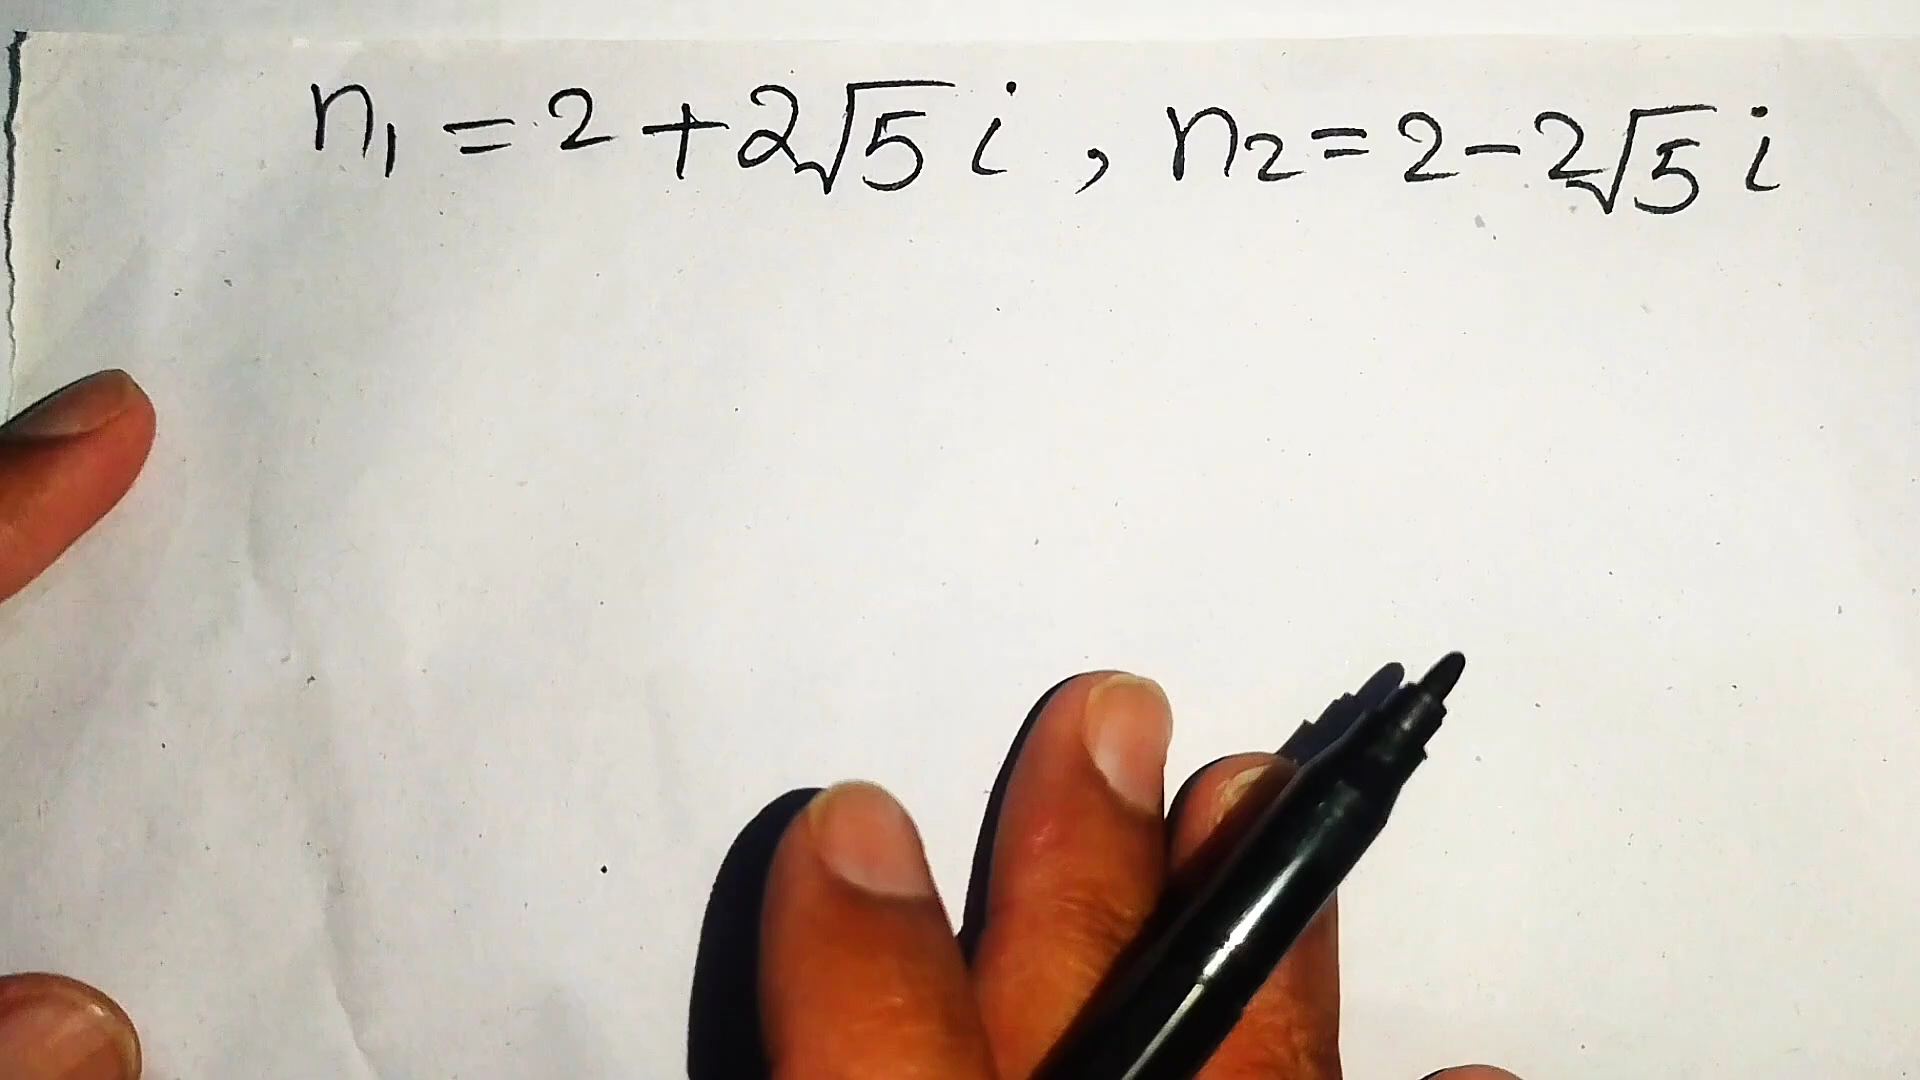 n₁ = 2 + 2√5 i , n₂ = 2 - 2√5 i